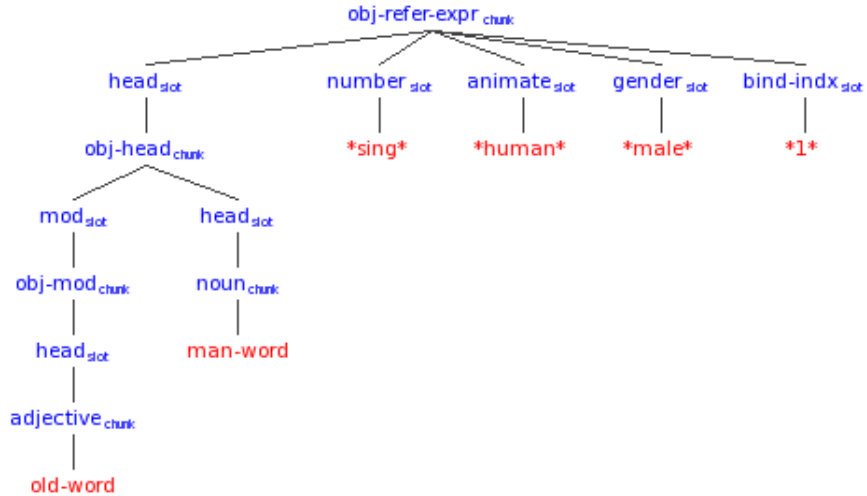 obj-refer-expr chunk
head slot number slot animate slot gender slot bind-indx slot
obj-head chunk *sing* *human* *male* *1*
mod slot head slot
obj-mod chunk noun chunk
head slot man-word
adjective chunk
old-word